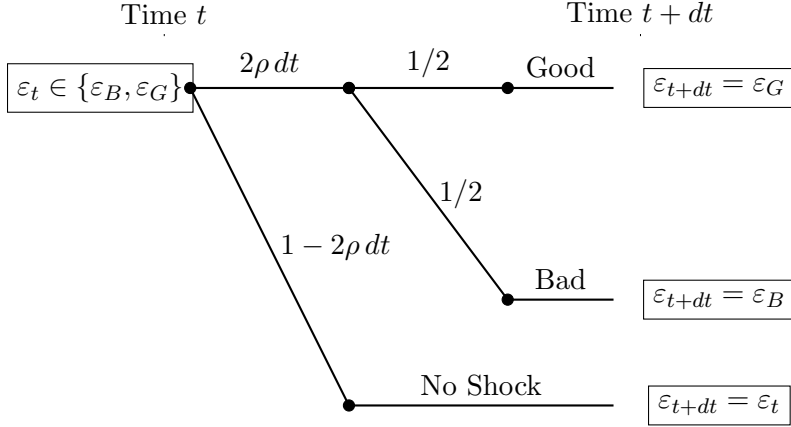 Time t
Time t + dt
ε_t ∈ {ε_B, ε_G}
2ρ dt
1/2
Good
ε_{t+dt} = ε_G
1/2
1 − 2ρ dt
Bad
ε_{t+dt} = ε_B
No Shock
ε_{t+dt} = ε_t